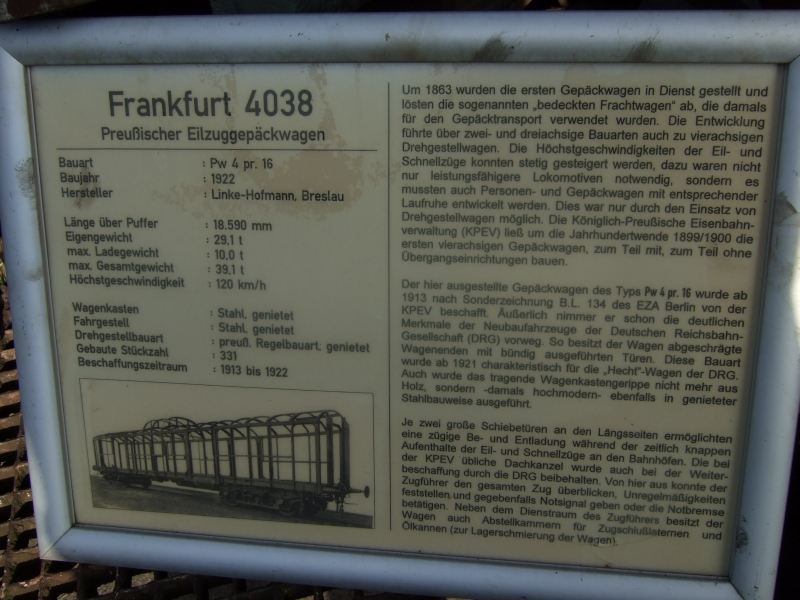 Frankfurt 4038
Preußischer Eilzuggepäckwagen
Bauart : Pw 4 pr. 16
Baujahr : 1922
Hersteller : Linke-Hofmann, Breslau
Länge über Puffer : 18,590 mm
Eigengewicht : 29,1 t
max. Ladegewicht : 10,0 t
max. Gesamtgewicht : 39,1 t
Höchstgeschwindigkeit : 120 km/h
Wagenkasten : Stahl, genietet
Fahrgestell : Stahl, genietet
Drehgestellbauart : preuß. Regelbauart, genietet
Gebaute Stückzahl : 331
Beschaffungszeitraum : 1913 bis 1922
Um 1863 wurden die ersten Gepäckwagen in Dienst gestellt und
lösten die sogenannten „bedeckten Frachtwagen" ab, die damals
für den Gepäcktransport verwendet wurden. Die Entwicklung
führte über zwei- und dreiachsige Bauarten auch zu vierachsigen
Drehgestellwagen. Die Höchstgeschwindigkeiten der Eil- und
Schnellzüge konnten stetig gesteigert werden, dazu waren nicht
nur leistungsfähigere Lokomotiven notwendig, sondern es
mussten auch Personen- und Gepäckwagen mit entsprechender
Laufruhe entwickelt werden. Dies war nur durch den Einsatz von
Drehgestellwagen möglich. Die Königlich-Preußische Eisenbahn-
verwaltung (KPEV) ließ um die Jahrhundertwende 1899/1900 die
ersten vierachsigen Gepäckwagen, zum Teil mit, zum Teil ohne
Übergangseinrichtungen bauen.
Der hier ausgestellte Gepäckwagen des Typs Pw 4 pr. 16 wurde ab
1913 nach Sonderzeichnung B.L. 134 des EZA Berlin von der
KPEV beschafft. Äußerlich nimmer er schon die deutlichen
Merkmale der Neubaufahrzeuge der Deutschen Reichsbahn-
Gesellschaft (DRG) vorweg. So besitzt der Wagen abgeschrägte
Wagenenden mit bündig ausgeführten Türen. Diese Bauart
wurde ab 1921 charakteristisch für die „Hecht"-Wagen der DRG.
Auch wurde das tragende Wagenkastengerippe nicht mehr aus
Holz, sondern -damals hochmodern- ebenfalls in genieteter
Stahlbauweise ausgeführt.
Je zwei große Schiebetüren an den Längsseiten ermöglichten
eine zügige Be- und Entladung während der zeitlich knappen
Aufenthalte der Eil- und Schnellzüge an den Bahnhöfen. Die bei
der KPEV übliche Dachkanzel wurde auch bei der Weiter-
beschaffung durch die DRG beibehalten. Von hier aus konnte der
Zugführer den gesamten Zug überblicken, Unregelmäßigkeiten
feststellen und gegebenfalls Notsignal geben oder die Notbremse
betätigen. Neben dem Dienstraum des Zugführers besitzt der
Wagen auch Abstellkammern für Zugschlußlaternen und
Ölkannen (zur Lagerschmierung der Wagen).